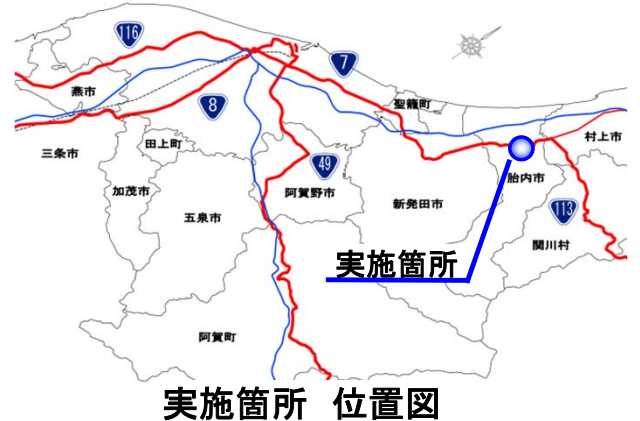 116
7
燕市
8
聖籠町
三条市
田上町
村上市
加茂市
49
阿賀野市
胎内市
五泉市
新発田市
113
関川村
実施箇所
阿賀町
実施箇所 位置図